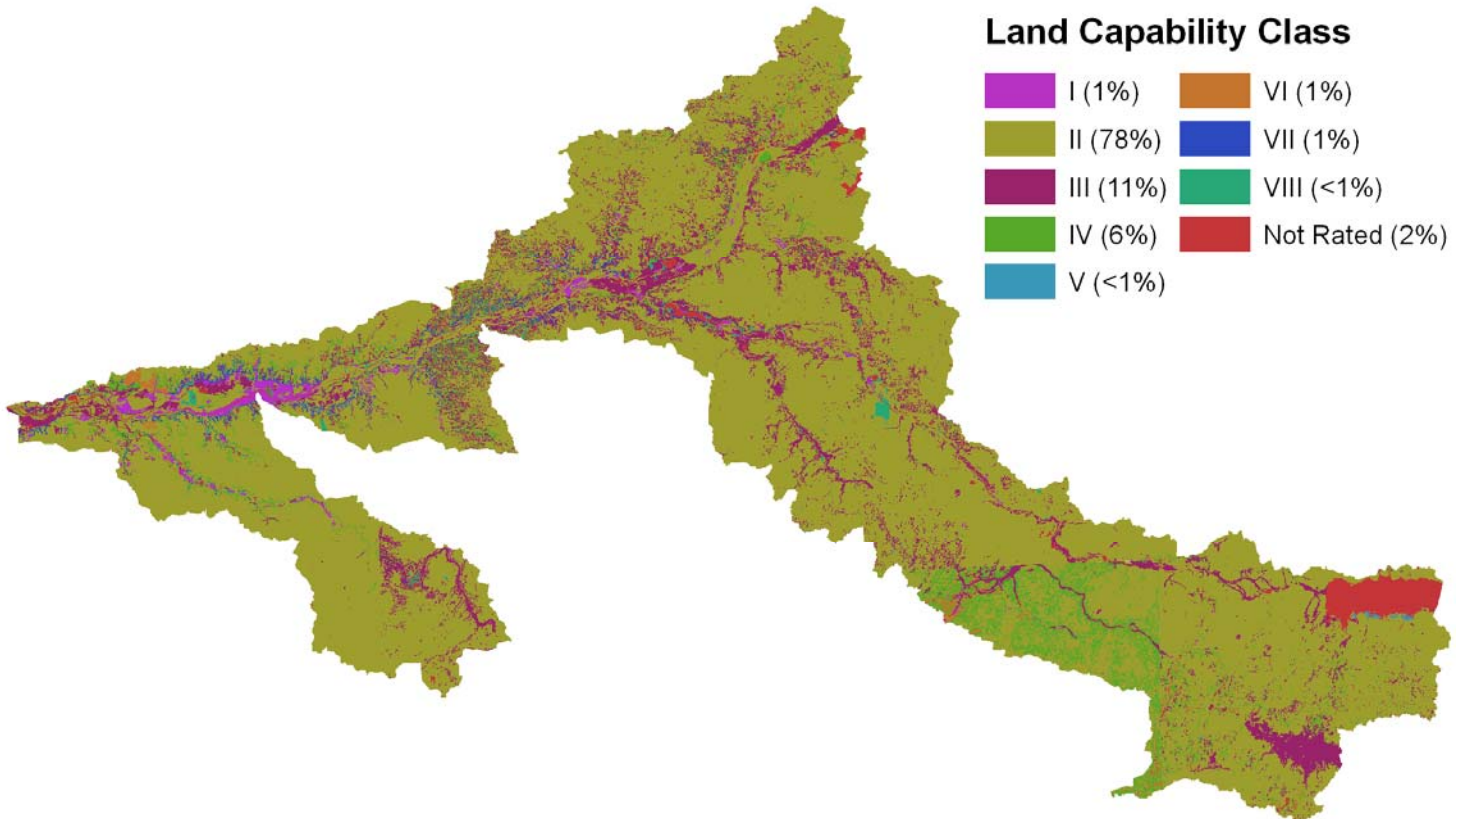 Land Capability Class
I (1%)
II (78%)
III (11%)
IV (6%)
V (<1%)
VI (1%)
VII (1%)
VIII (<1%)
Not Rated (2%)